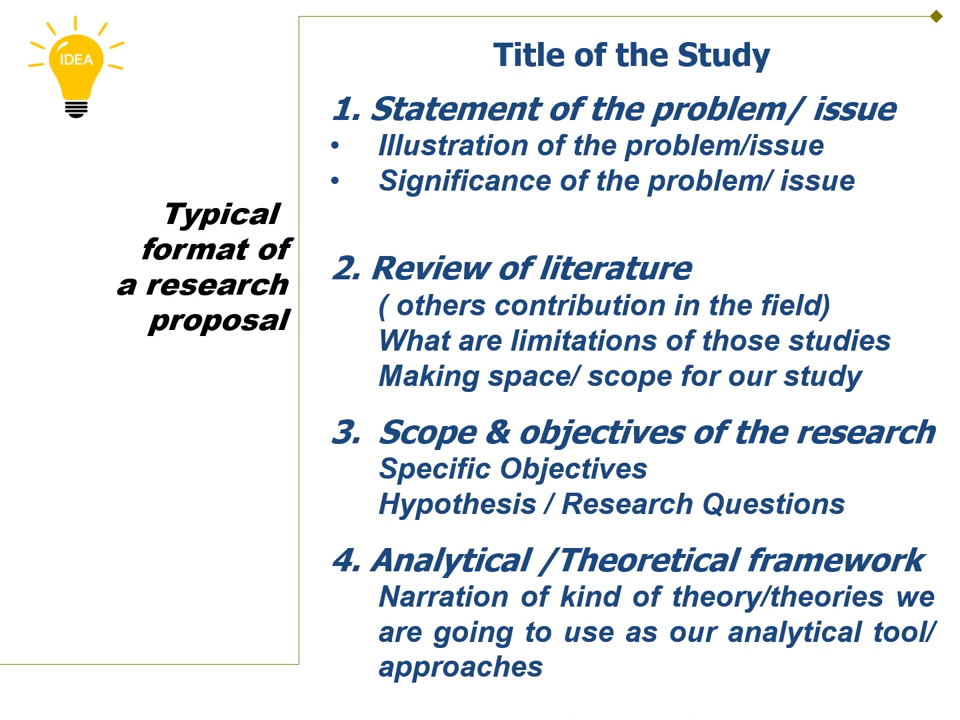 IDEA
Typical
format of
a research
proposal
Title of the Study
1. Statement of the problem/ issue
• Illustration of the problem/issue
• Significance of the problem/ issue
2. Review of literature
( others contribution in the field)
What are limitations of those studies
Making space/ scope for our study
3. Scope & objectives of the research
Specific Objectives
Hypothesis / Research Questions
4. Analytical /Theoretical framework
Narration of kind of theory/theories we
are going to use as our analytical tool/
approaches